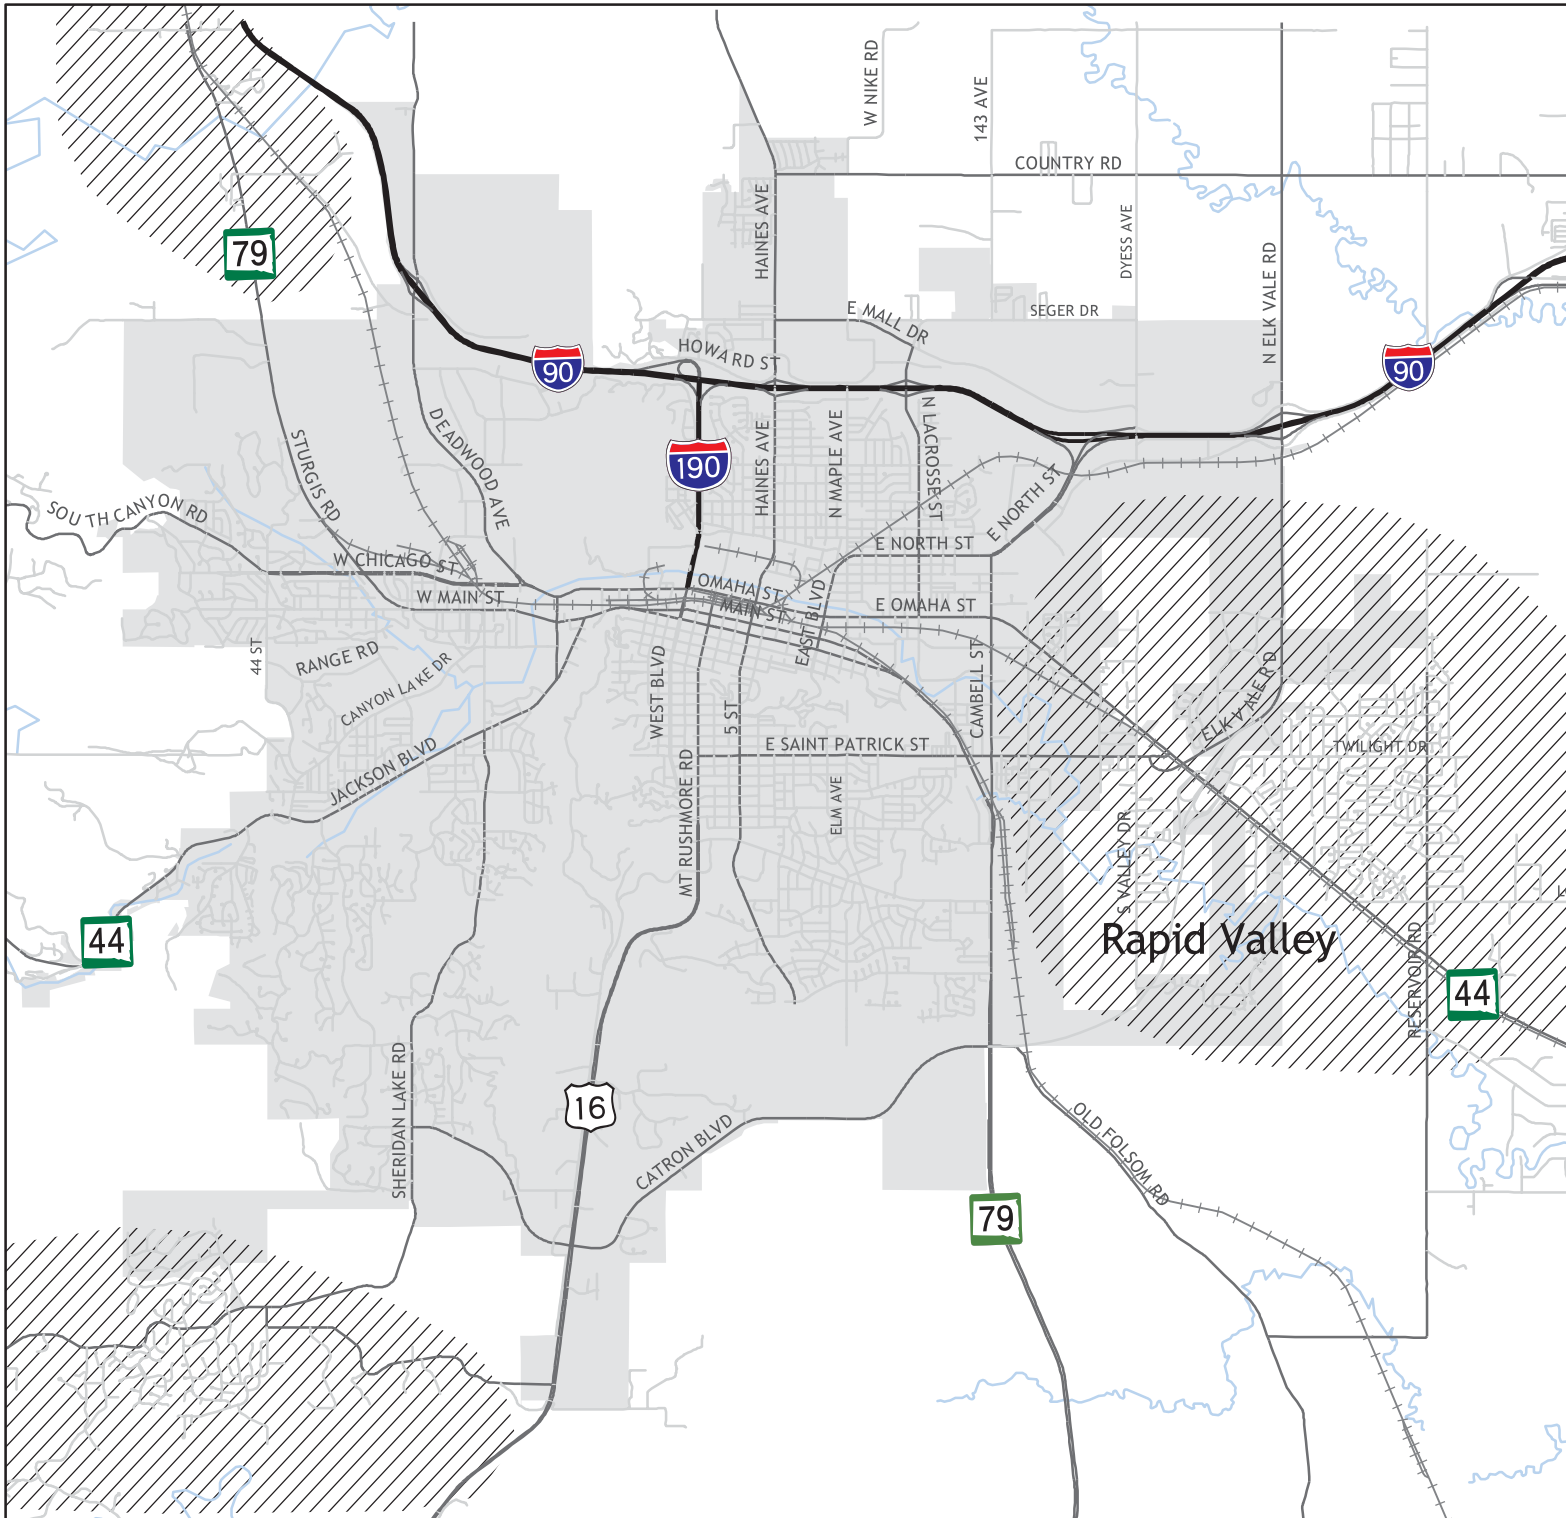 W NIKE RD
143 AVE
COUNTRY RD
HAINES AVE
DYESS AVE
79
N ELK VALE RD
E MALL DR
SEGER DR
HOWARD ST
90
90
DEADWOOD AVE
N LACROSSE ST
N MAPLE AVE
HAINES AVE
STURGIS RD
190
E NORTH ST
SOUTH CANYON RD
E NORTH ST
W CHICAGO ST
OMAHA ST
W MAIN ST
MAIN ST
E OMAHA ST
EAST BLVD
44 ST
RANGE RD
CANYON LAKE DR
WEST BLVD
CAMBELL ST
ELK VALE RD
5 ST
E SAINT PATRICK ST
TWILIGHT DR
JACKSON BLVD
MT RUSHMORE RD
ELM AVE
S VALLEY DR
44
Rapid Valley
RESERVOIR RD
44
SHERIDAN LAKE RD
16
CATRON BLVD
OLD FOLSOM RD
79